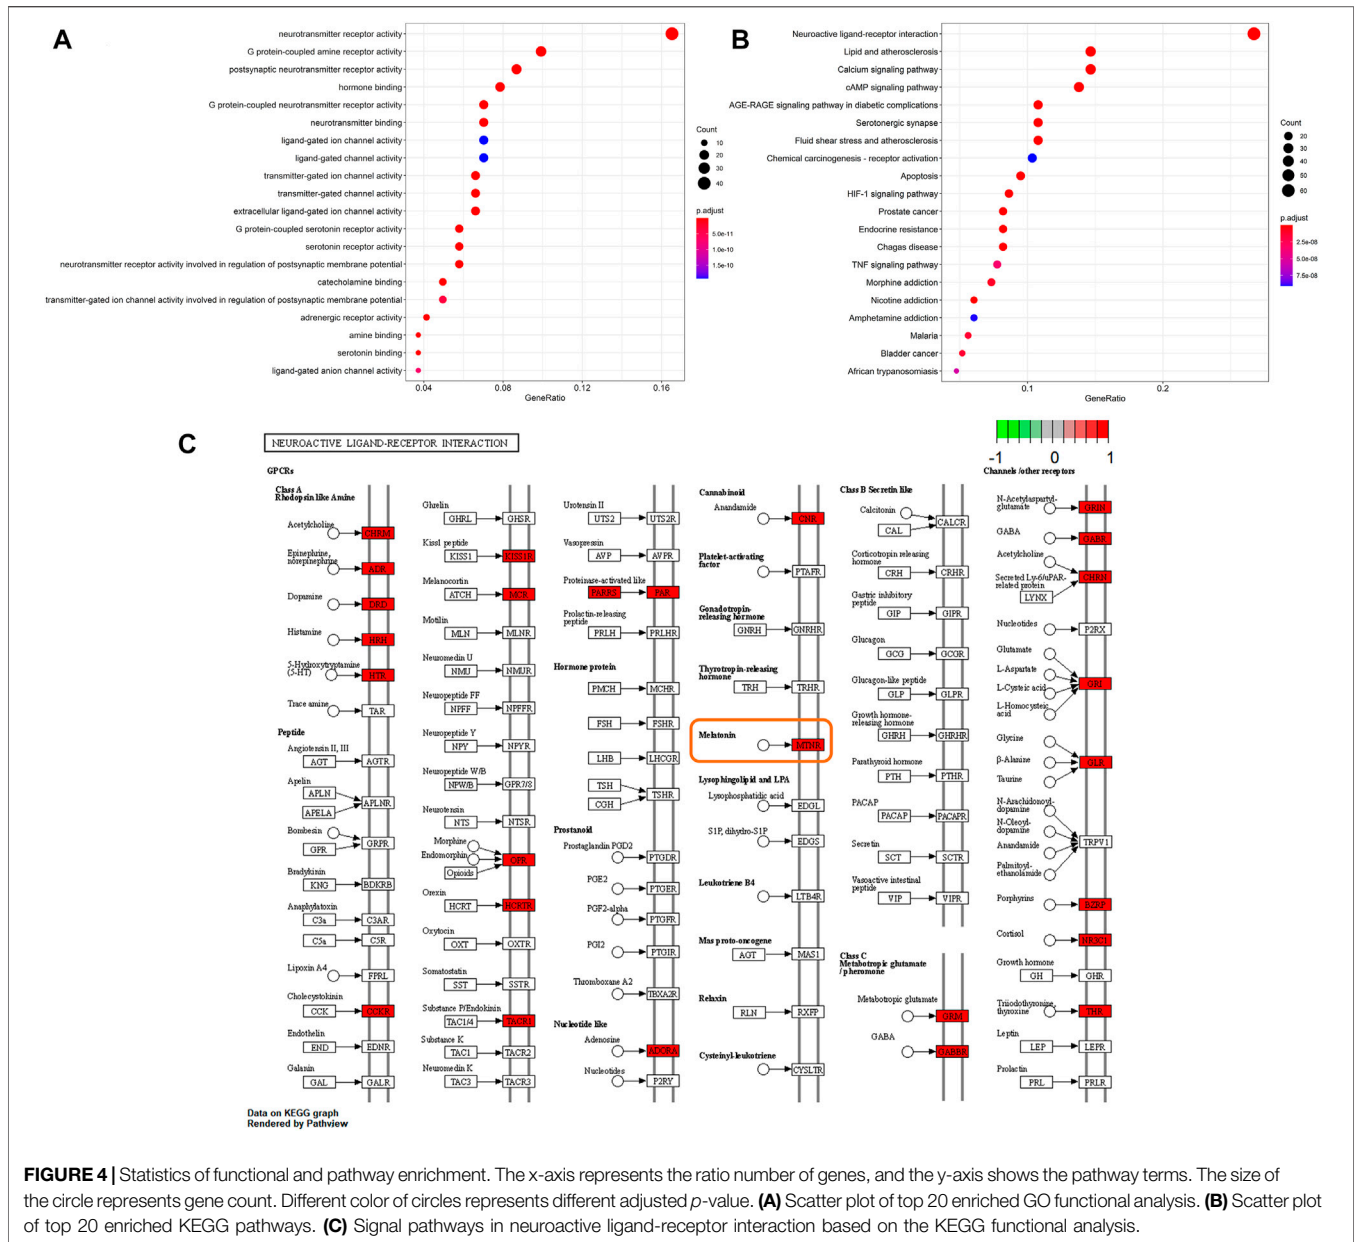 A
neurotransmitter receptor activity
G protein-coupled amine receptor activity
postsynaptic neurotransmitter receptor activity
hormone binding
G protein-coupled neurotransmitter receptor activity
neurotransmitter binding
ligand-gated ion channel activity
ligand-gated channel activity
transmitter-gated ion channel activity
transmitter-gated channel activity
extracellular ligand-gated ion channel activity
G protein-coupled serotonin receptor activity
serotonin receptor activity
neurotransmitter receptor activity involved in regulation of postsynaptic membrane potential
catecholamine binding
transmitter-gated ion channel activity involved in regulation of postsynaptic membrane potential
adrenergic receptor activity
amine binding
serotonin binding
ligand-gated anion channel activity
0.04 0.08 0.12 0.16
GeneRatio
Count
10
20
30
40
p.adjust
5.0e-11
1.0e-10
1.5e-10
B
Neuroactive ligand-receptor interaction
Lipid and atherosclerosis
Calcium signaling pathway
cAMP signaling pathway
AGE-RAGE signaling pathway in diabetic complications
Serotonergic synapse
Fluid shear stress and atherosclerosis
Chemical carcinogenesis - receptor activation
Apoptosis
HIF-1 signaling pathway
Prostate cancer
Endocrine resistance
Chagas disease
TNF signaling pathway
Morphine addiction
Nicotine addiction
Amphetamine addiction
Malaria
Bladder cancer
African trypanosomiasis
0.1 0.2
GeneRatio
Count
20
30
40
50
60
p.adjust
2.5e-08
5.0e-08
7.5e-08
C
NEUROACTIVE LIGAND-RECEPTOR INTERACTION
-1 0 1
GPCRs
Class A
Rhodopsin like Amine
Acetylcholine
CHRM
Epinephrine,
norepinephrine
ADR
Dopamine
DRD
Histamine
HRH
5-Hydroxytryptamine
(5-HT)
HTR
Trace amine
TAR
Peptide
Angiotensin II, III
AGT AGTR
Apelin
APLN
APLNR
APELA
Bombesin
GRPR
GPR
Bradykinin
KNG BDKRB
Anaphylatoxin
C3a C3AR
C5a C5R
Lipoxin A4
FPRL
Cholecystokinin
CCK CCKR
Endothelin
END EDNR
Galanin
GAL GALR
Ghrelin
GHRL GHSR
Kiss1 peptide
KISS1 KISS1R
Melanocortin
ATCH MCR
Motilin
MLN MLNR
Neuromedin U
NMU NMUR
Neuropeptide FF
NPFF NPFFR
Neuropeptide Y
NPY NPYR
Neuropeptide W/B
NPW/B GPR7/8
Neurotensin
NTS NTSR
Morphine
Endomorphin
OPR
Opioids
Orexin
HCRT HCRTR
Oxytocin
OXT OXTR
Somatostatin
SST SSTR
Substance P/Endokinin
TAC1/4 TACR1
Substance K
TAC1 TACR2
Neuromedin K
TAC3 TACR3
Urotensin II
UTS2 UTS2R
Vasopressin
AVP AVPR
Proteinase-activated like
PARRS PAR
Prolactin-releasing
peptide
PRLH PRLHR
Hormone protein
PMCH MCHR
FSH FSHR
LHB LHCGR
TSH
TSHR
CGH
Prostanoid
Prostaglandin PGD2
PTGDR
PGE2
PTGER
PGF2-alpha
PTGFR
PGI2
PTGIR
Thromboxane A2
TBXA2R
Nucleotide like
Adenosine
ADORA
Nucleotides
P2RY
Cannabinoid
Anandamide
CNR
Platelet-activating
factor
PTAFR
Gonadotropin-
releasing hormone
GNRH GNRHR
Thyrotropin-releasing
hormone
TRH TRHR
Melatonin
MTNR
Lysophingolipid and LPA
Lysophosphatidic acid
EDGL
S1P, dihydro-S1P
EDGS
Leukotriene B4
LTB4R
Mas proto-oncogene
AGT MAS1
Relaxin
RLN RXFP
Cysteinyl-leukotriene
CYSLTR
Class B Secretin like
Calcitonin
CALCR
CAL
Corticotropin releasing
hormone
CRH CRHR
Gastric inhibitory
peptide
GIP GIPR
Glucagon
GCG GCGR
Glucagon-like peptide
GLP GLPR
Growth hormone-
releasing hormone
GHRH GHRHR
Parathyroid hormone
PTH PTHR
PACAP
PACAP PACAPR
Secretin
SCT SCTR
Vasoactive intestinal
peptide
VIP VIPR
Class C
Metabotropic glutamate
/ pheromone
Metabotropic glutamate
GRM
GABA
GABBR
Channels /other receptors
N-Acetylaspartyl-
glutamate
GRIN
GABA
GABR
Acetylcholine
CHRN
Secreted Ly-6/uPAR-
related protein
LYNX
Nucleotides
P2RX
Glutamate
L-Aspartate
GRI
L-Cysteic acid
L-Homocysteic
acid
Glycine
β-Alanine
GLR
Taurine
N-Arachidonoyl-
dopamine
N-Oleoyl-
dopamine
TRPV1
Anandamide
Palmitoyl-
ethanolamide
Porphyrins
BZRP
Cortisol
NR3C1
Growth hormone
GH GHR
Triiodothyronine
thyroxine
THR
Leptin
LEP LEPR
Prolactin
PRL PRLR
Data on KEGG graph
Rendered by Pathview
FIGURE 4 | Statistics of functional and pathway enrichment. The x-axis represents the ratio number of genes, and the y-axis shows the pathway terms. The size of
the circle represents gene count. Different color of circles represents different adjusted p-value. (A) Scatter plot of top 20 enriched GO functional analysis. (B) Scatter plot
of top 20 enriched KEGG pathways. (C) Signal pathways in neuroactive ligand-receptor interaction based on the KEGG functional analysis.